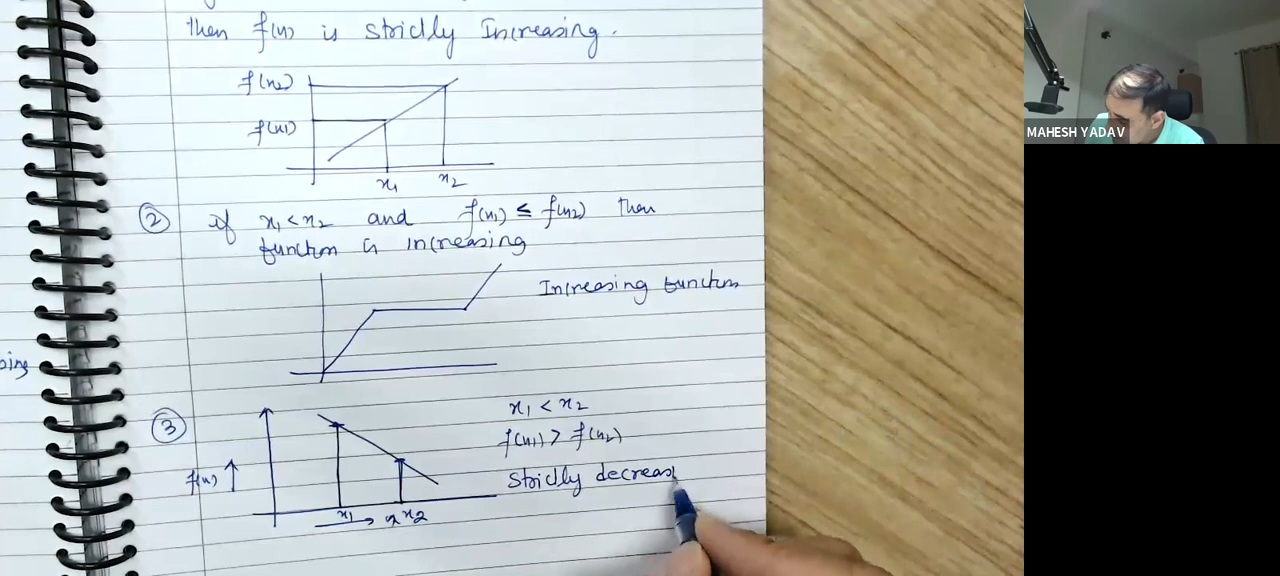 then f(x) is strictly Increasing.
f(x2)
f(x1)
x1 x2
② if x1 < x2 and f(x1) ≤ f(x2) then
function is increasing
Increasing function
③
x1 < x2
f(x1) > f(x2)
f(x) ↑
Strictly decreas
x1 → x2
MAHESH YADAV